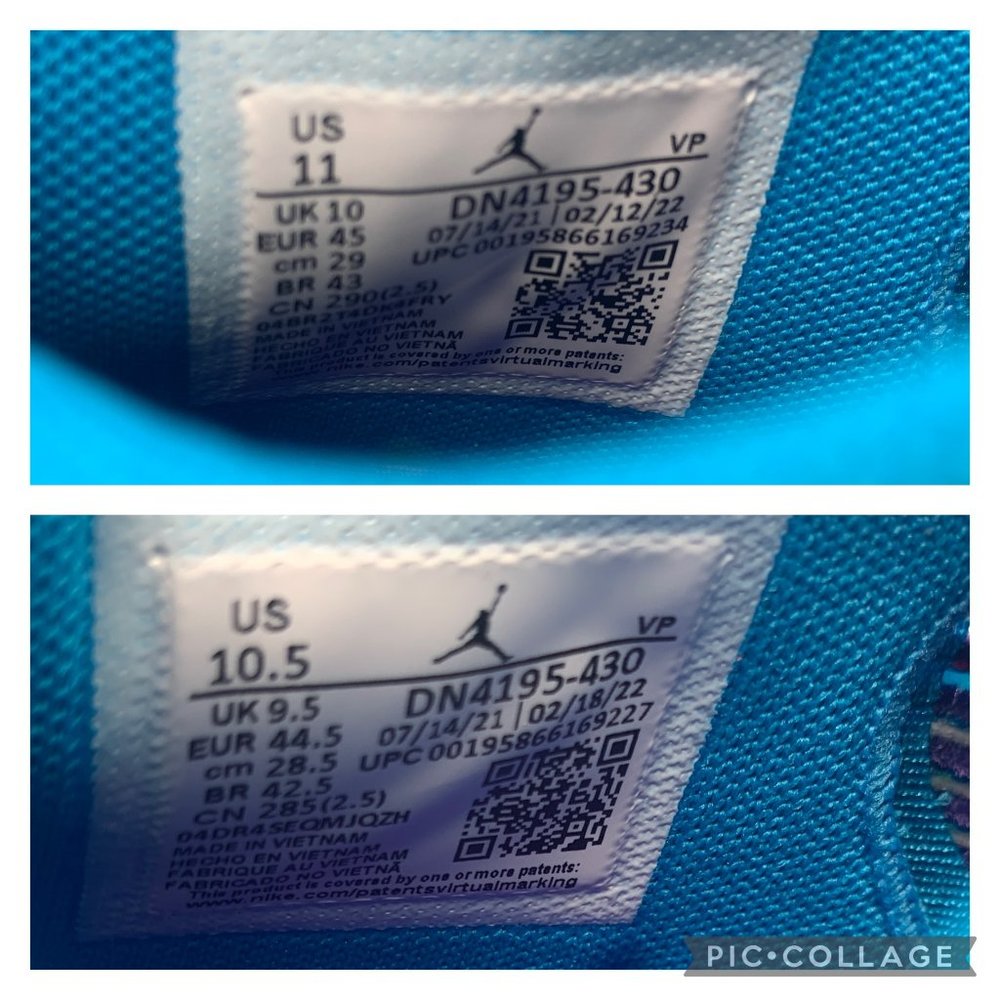 US
11
VP
UK 10
DN4195-430
EUR 45
07/14/21 | 02/12/22
cm 29
UPC 00195866169234
BR 43
CN 290(2.5)
MADE IN VIETNAM
HECHO EN VIETNAM
FABRICADO NO VIETNÃ
This product is covered by one or more patents:
www.nike.com/patentsvirtualmarking
US
10.5
VP
UK 9.5
DN4195-430
EUR 44.5
07/14/21 | 02/18/22
cm 28.5
UPC 00195866169227
BR 42.5
CN 285(2.5)
04DR4SEQMJQZH
MADE IN VIETNAM
HECHO EN VIETNAM
FABRIQUE AU VIETNAM
FABRICADO NO VIETNÃ
This product is covered by one or more patents:
www.nike.com/patentsvirtualmarking
PIC•COLLAGE